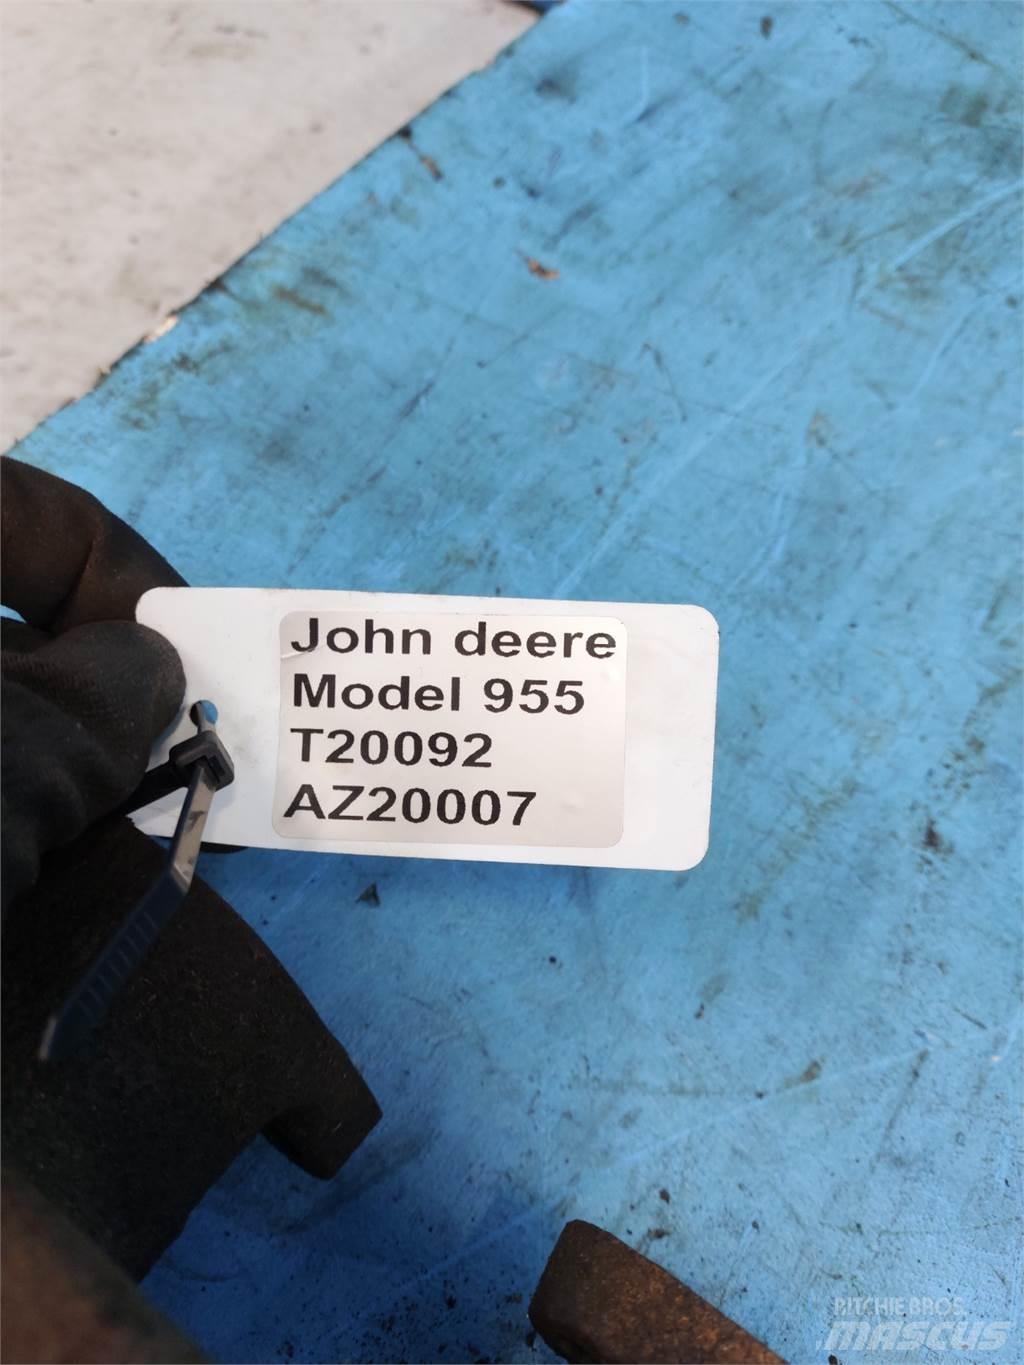 John deere
Model 955
T20092
AZ20007
RITCHIE BROS.
MASCUS